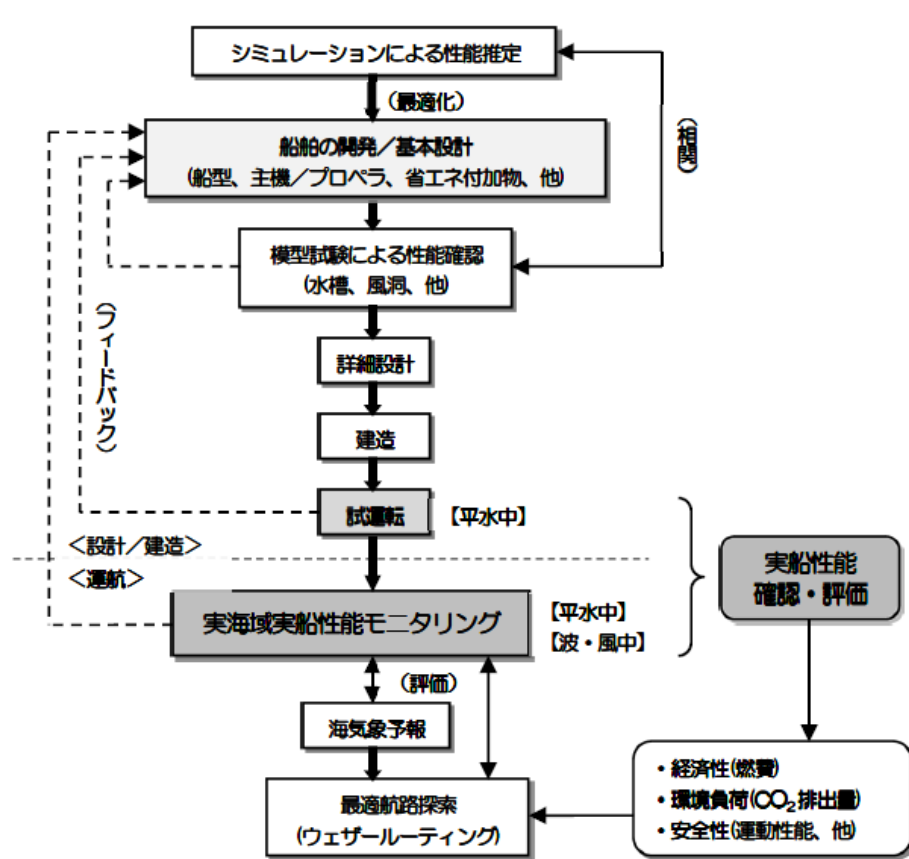 シミュレーションによる性能推定
(最適化)
(相関)
船舶の開発/基本設計
(船型、主機/プロペラ、省エネ付加物、他)
模型試験による性能確認
(水槽、風洞、他)
(フィードバック)
詳細設計
建造
試運転
【平水中】
<設計/建造>
<運航>
実海域実船性能モニタリング
【平水中】
【波・風中】
実船性能
確認・評価
(評価)
海気象予報
最適航路探索
(ウェザールーティング)
・経済性(燃費)
・環境負荷(CO₂排出量)
・安全性(運動性能、他)